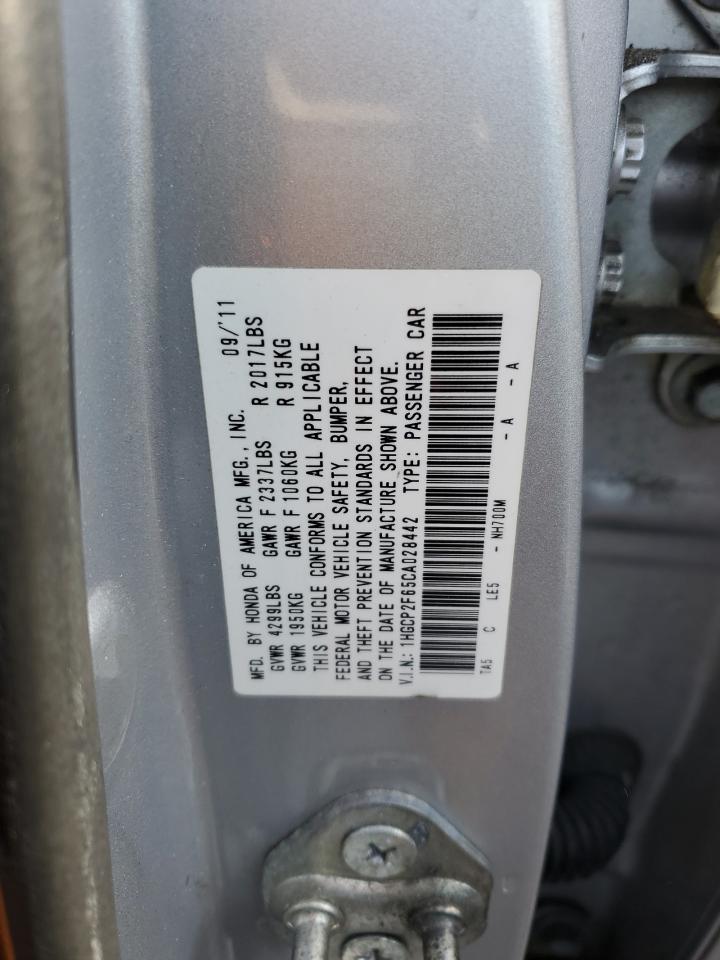 MFD. BY HONDA OF AMERICA MFG., INC. 09/'11
GVWR 4299LBS GAWR F 2337LBS R 2017LBS
GVWR 1950KG GAWR F 1060KG R 915KG
THIS VEHICLE CONFORMS TO ALL APPLICABLE
FEDERAL MOTOR VEHICLE SAFETY, BUMPER,
AND THEFT PREVENTION STANDARDS IN EFFECT
ON THE DATE OF MANUFACTURE SHOWN ABOVE.
V.I.N.: 1HGCP2F65CA028442 TYPE: PASSENGER CAR
TA5 C LE5 - NH700M - A - A